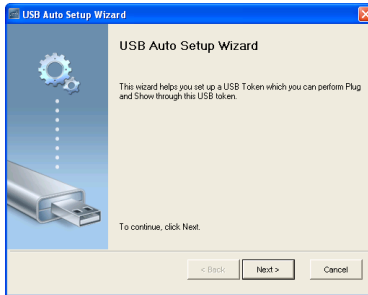 USB Auto Setup Wizard
USB Auto Setup Wizard
This wizard helps you set up a USB Token which you can perform Plug
and Show through this USB token.
To continue, click Next.
< Back
Next >
Cancel